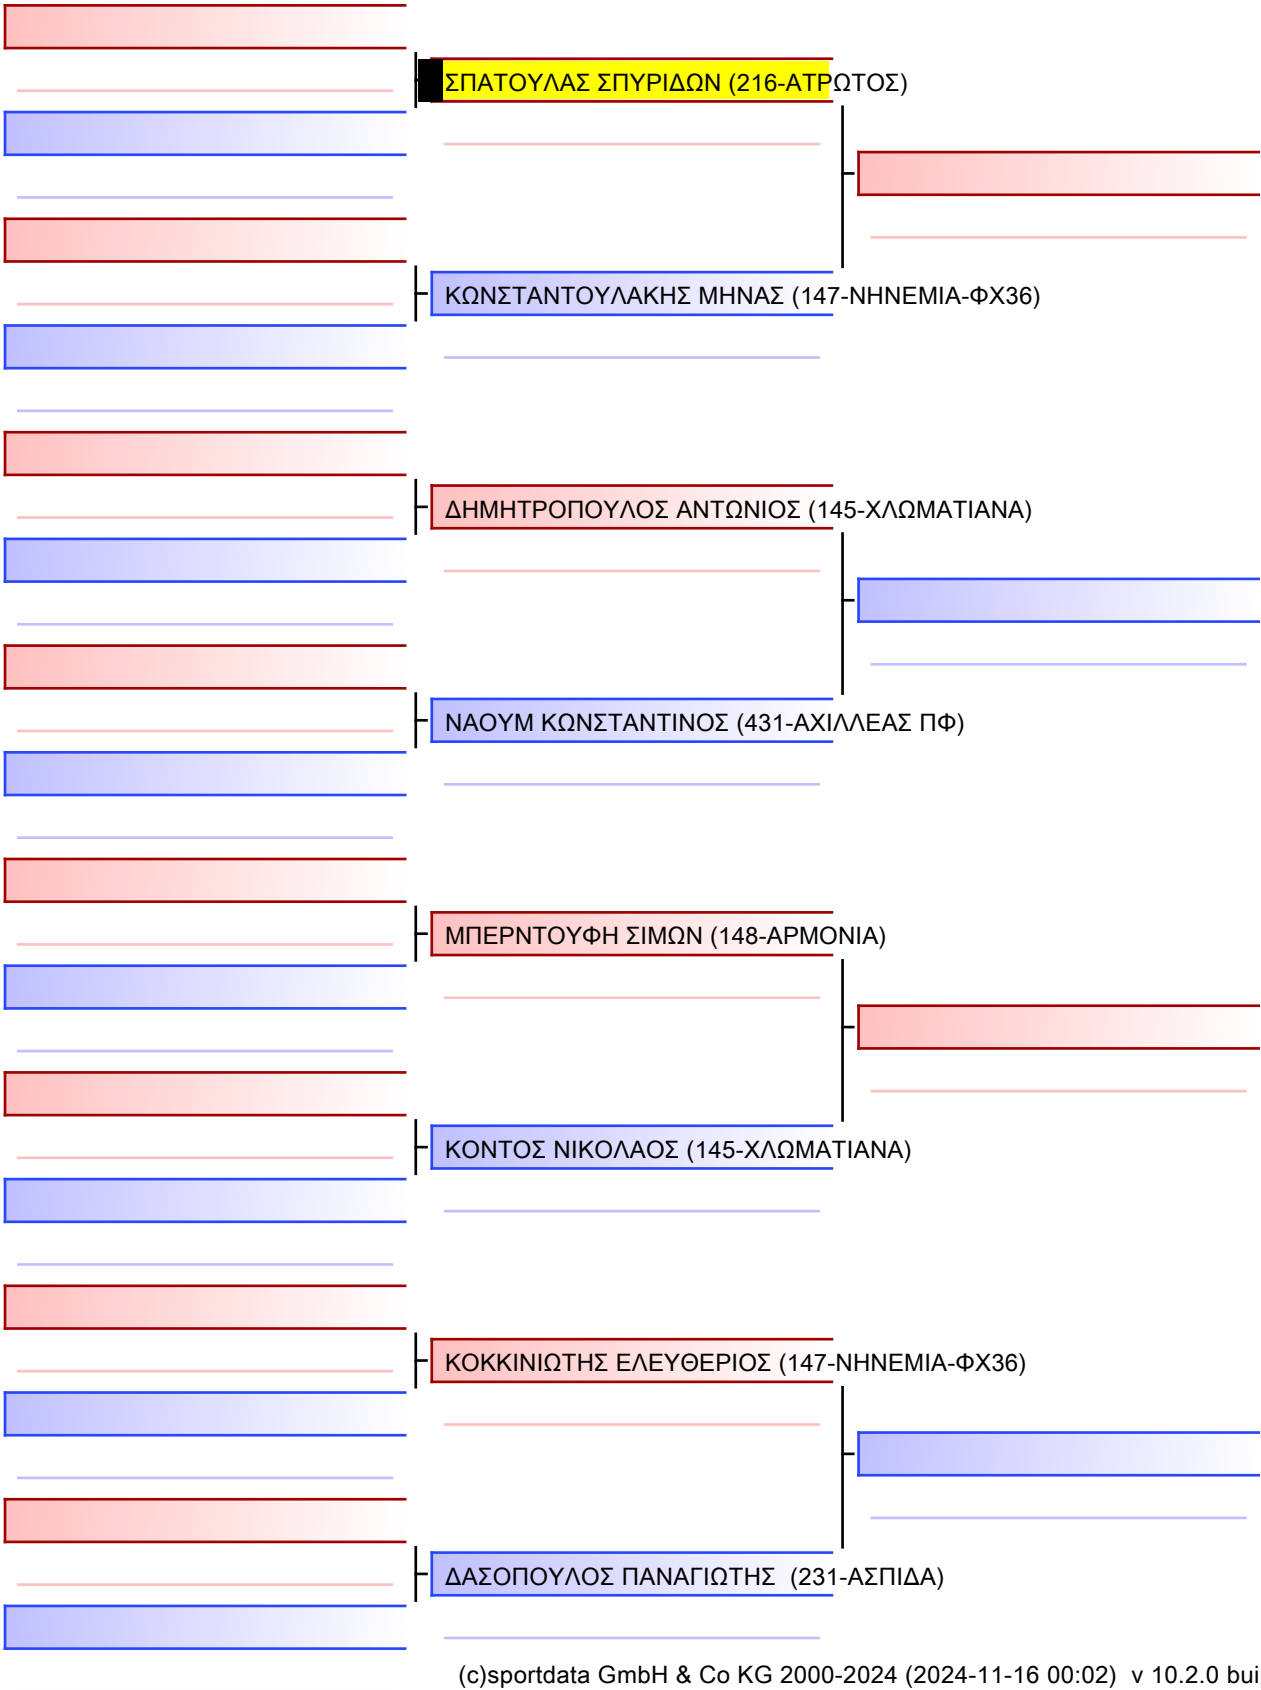 ΣΠΑΤΟΥΛΑΣ ΣΠΥΡΙΔΩΝ (216-ΑΤΡΩΤΟΣ)
ΚΩΝΣΤΑΝΤΟΥΛΑΚΗΣ ΜΗΝΑΣ (147-ΝΗΝΕΜΙΑ-ΦΧ36)
ΔΗΜΗΤΡΟΠΟΥΛΟΣ ΑΝΤΩΝΙΟΣ (145-ΧΛΩΜΑΤΙΑΝΑ)
ΝΑΟΥΜ ΚΩΝΣΤΑΝΤΙΝΟΣ (431-ΑΧΙΛΛΕΑΣ ΠΦ)
ΜΠΕΡΝΤΟΥΦΗ ΣΙΜΩΝ (148-ΑΡΜΟΝΙΑ)
ΚΟΝΤΟΣ ΝΙΚΟΛΑΟΣ (145-ΧΛΩΜΑΤΙΑΝΑ)
ΚΟΚΚΙΝΙΩΤΗΣ ΕΛΕΥΘΕΡΙΟΣ (147-ΝΗΝΕΜΙΑ-ΦΧ36)
ΔΑΣΟΠΟΥΛΟΣ ΠΑΝΑΓΙΩΤΗΣ  (231-ΑΣΠΙΔΑ)
(c)sportdata GmbH & Co KG 2000-2024 (2024-11-16 00:02)  v 10.2.0 bui